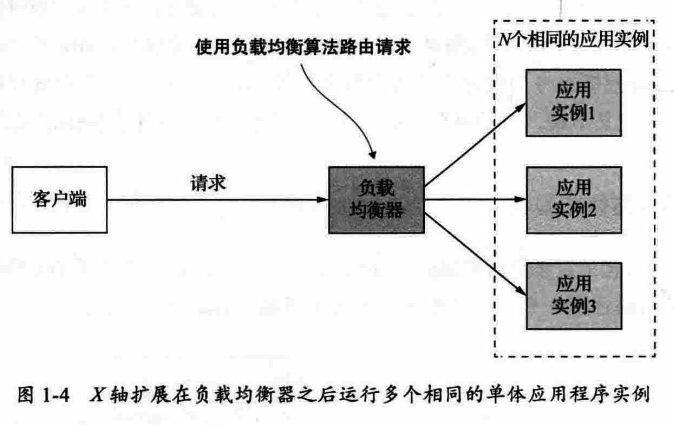 使用负载均衡算法路由请求
N个相同的应用实例
应用
实例1
客户端
请求
负载
均衡器
应用
实例2
应用
实例3
图 1-4 X轴扩展在负载均衡器之后运行多个相同的单体应用程序实例